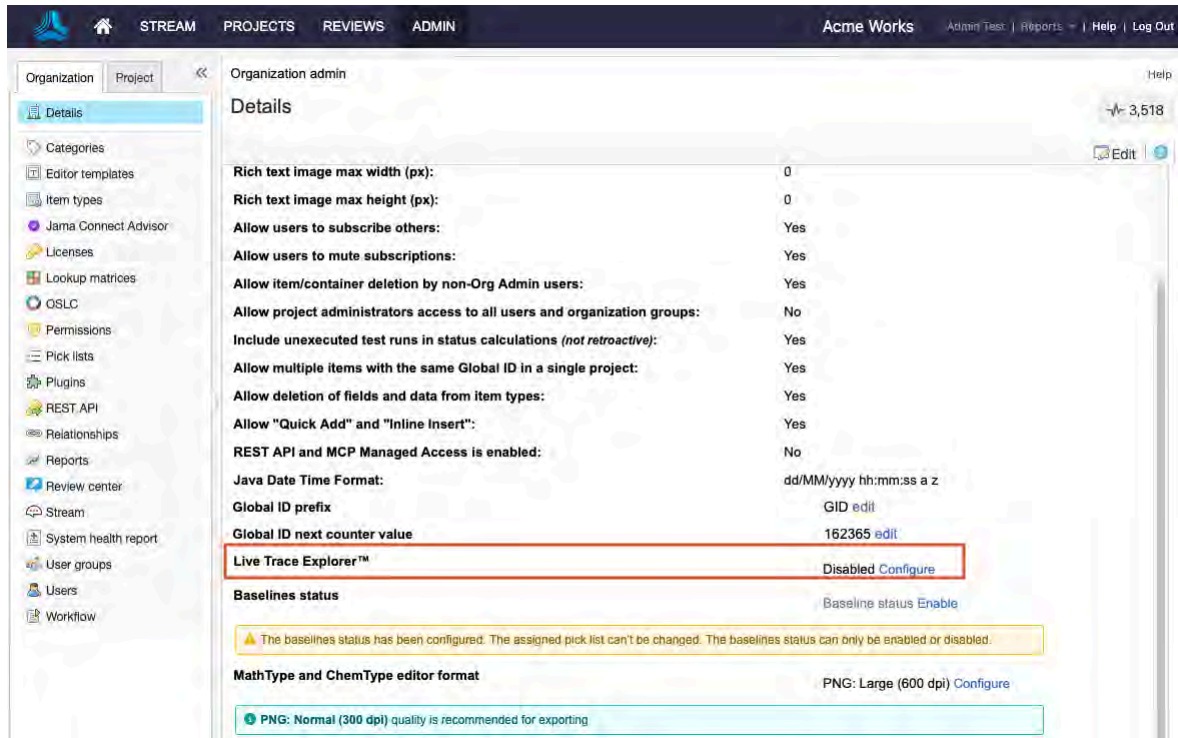 STREAM PROJECTS REVIEWS ADMIN Acme Works Admin Test | Reports | Help | Log Out
Organization Project « Organization admin Help
Details Details 3,518
Edit
Categories
Editor templates
Item types
Jama Connect Advisor
Licenses
Lookup matrices
OSLC
Permissions
Pick lists
Plugins
REST API
Relationships
Reports
Review center
Stream
System health report
User groups
Users
Workflow
Rich text image max width (px): 0
Rich text image max height (px): 0
Allow users to subscribe others: Yes
Allow users to mute subscriptions: Yes
Allow item/container deletion by non-Org Admin users: Yes
Allow project administrators access to all users and organization groups: No
Include unexecuted test runs in status calculations (not retroactive): Yes
Allow multiple items with the same Global ID in a single project: Yes
Allow deletion of fields and data from item types: Yes
Allow "Quick Add" and "Inline Insert": Yes
REST API and MCP Managed Access is enabled: No
Java Date Time Format: dd/MM/yyyy hh:mm:ss a z
Global ID prefix GID edit
Global ID next counter value 162365 edit
Live Trace Explorer™ Disabled Configure
Baselines status Baseline status Enable
The baselines status has been configured. The assigned pick list can't be changed. The baselines status can only be enabled or disabled.
MathType and ChemType editor format PNG: Large (600 dpi) Configure
PNG: Normal (300 dpi) quality is recommended for exporting